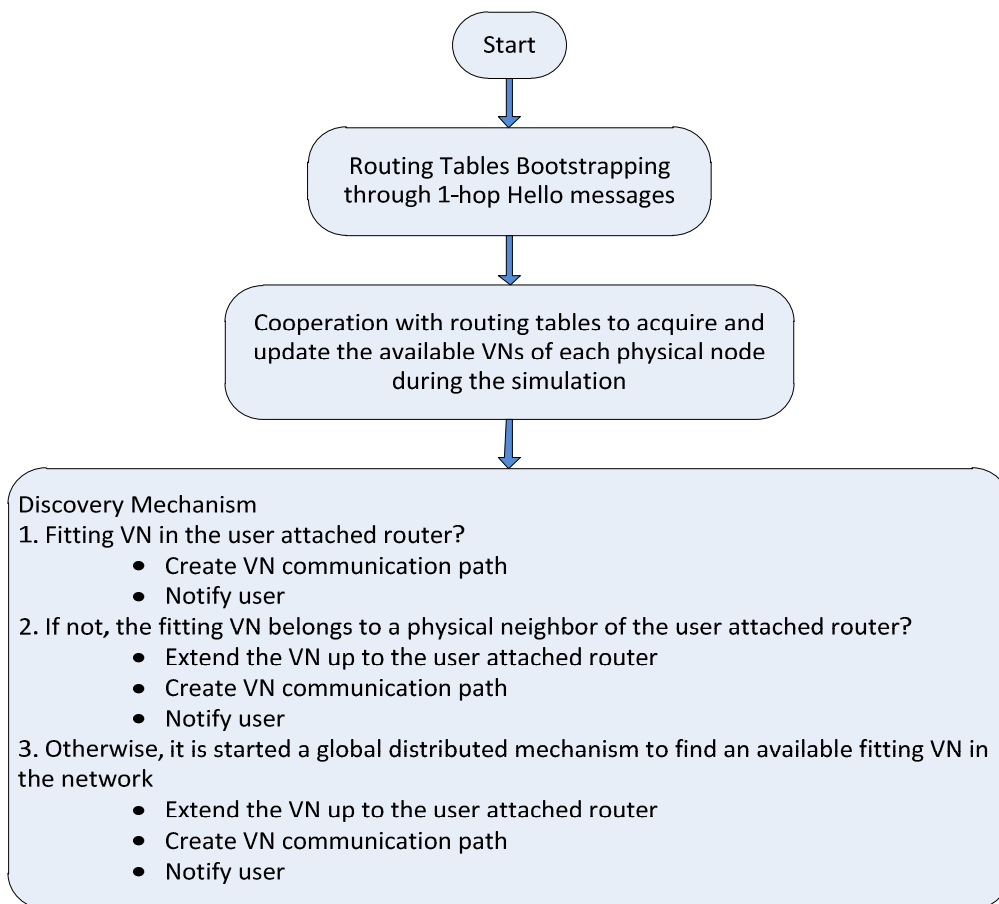 Start
Routing Tables Bootstrapping
through 1-hop Hello messages
Cooperation with routing tables to acquire and
update the available VNs of each physical node
during the simulation
Discovery Mechanism
1. Fitting VN in the user attached router?
• Create VN communication path
• Notify user
2. If not, the fitting VN belongs to a physical neighbor of the user attached router?
• Extend the VN up to the user attached router
• Create VN communication path
• Notify user
3. Otherwise, it is started a global distributed mechanism to find an available fitting VN in
the network
• Extend the VN up to the user attached router
• Create VN communication path
• Notify user